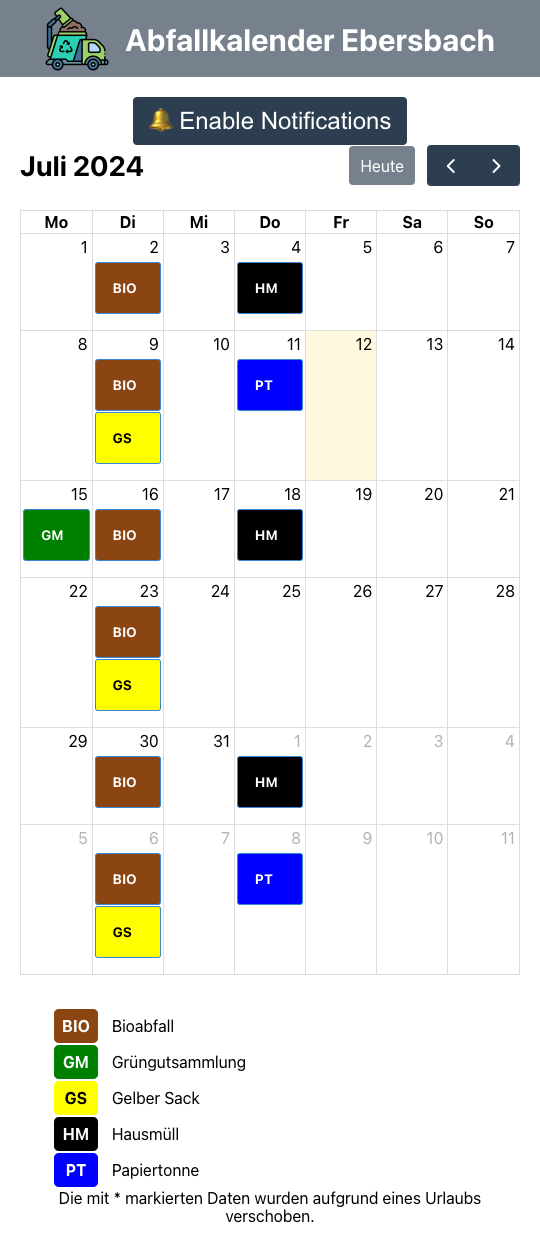 Abfallkalender Ebersbach
🔔 Enable Notifications
Juli 2024
Heute
Mo Di Mi Do Fr Sa So
1 2 3 4 5 6 7
BIO HM
8 9 10 11 12 13 14
BIO PT
GS
15 16 17 18 19 20 21
GM BIO HM
22 23 24 25 26 27 28
BIO
GS
29 30 31 1 2 3 4
BIO HM
5 6 7 8 9 10 11
BIO PT
GS
BIO Bioabfall
GM Grüngutsammlung
GS Gelber Sack
HM Hausmüll
PT Papiertonne
Die mit * markierten Daten wurden aufgrund eines Urlaubs
verschoben.